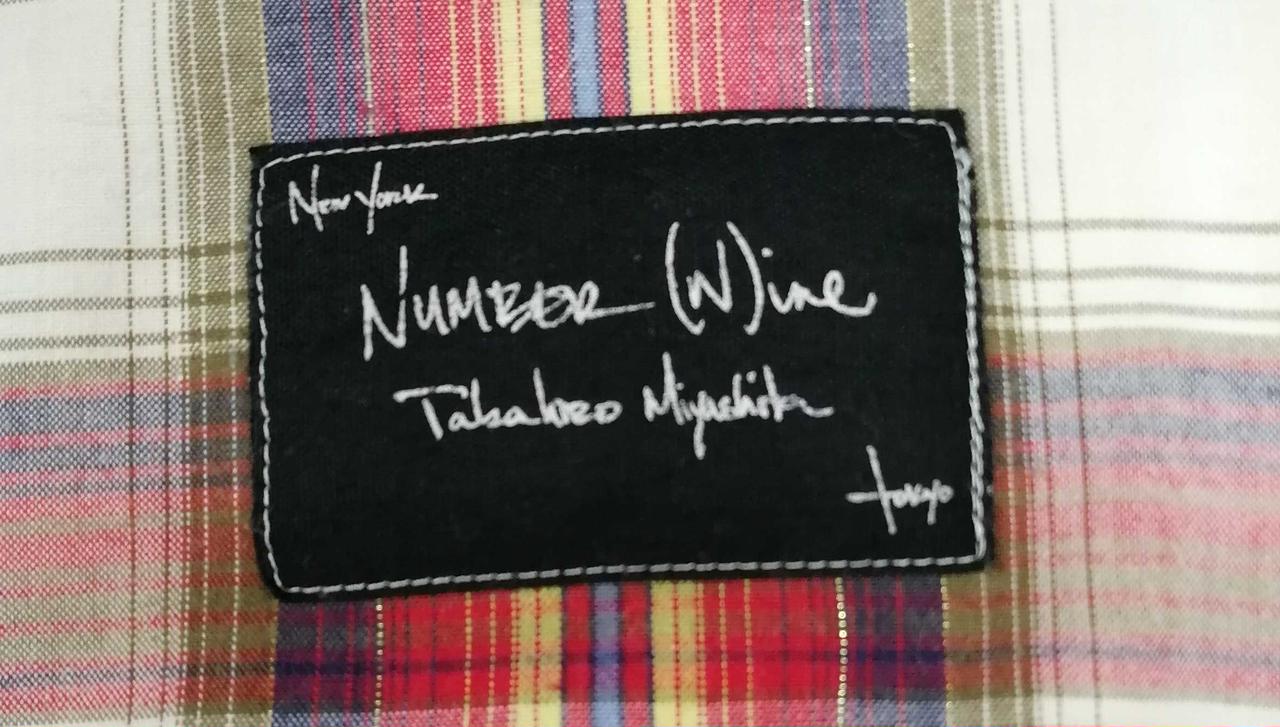 New York
NUMBER (N)ine
Takahiro Miyashita
tokyo